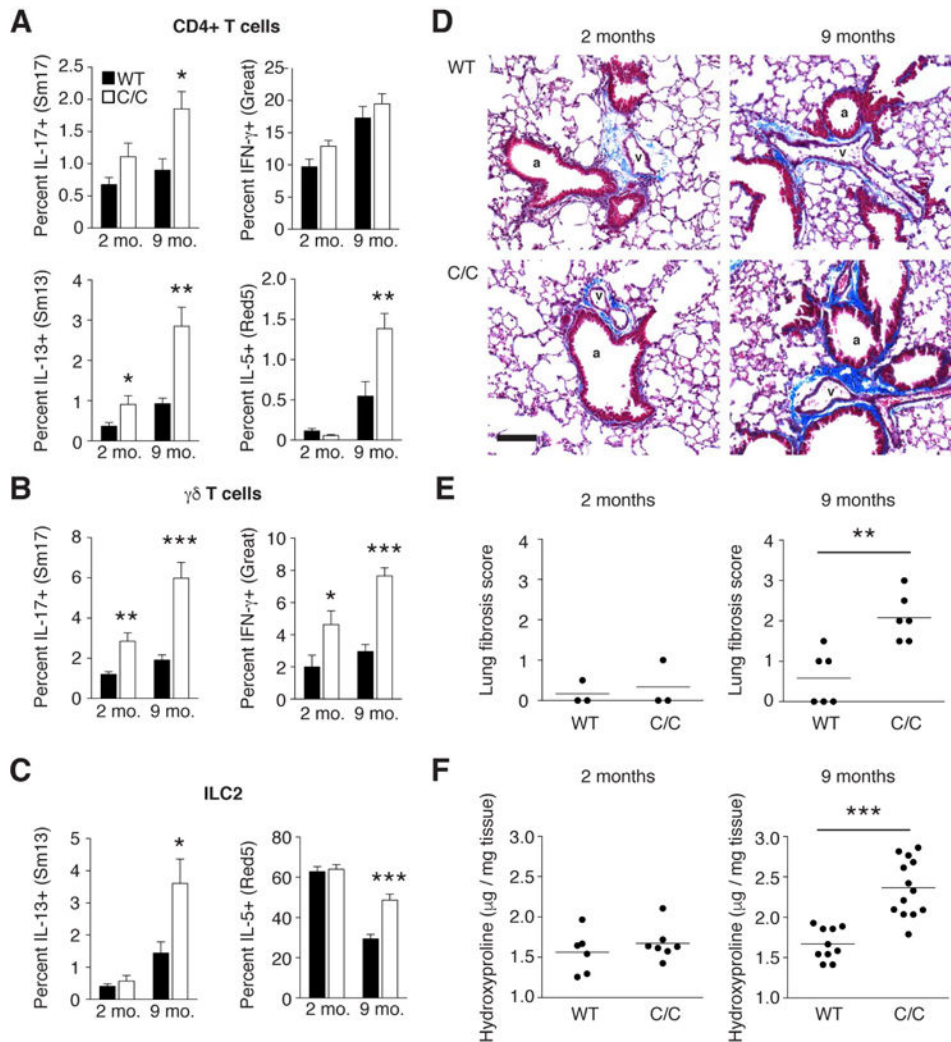 A
CD4+ T cells
Percent IL-17+ (Sm17)
2.5
2.0
1.5
1.0
0.5
0
WT
C/C
*
2 mo. 9 mo.
Percent IFN-γ+ (Great)
25
20
15
10
5
0
2 mo. 9 mo.
Percent IL-13+ (Sm13)
4
3
2
1
0
*
**
2 mo. 9 mo.
Percent IL-5+ (Red5)
2.0
1.5
1.0
0.5
0
**
2 mo. 9 mo.
B
γδ T cells
Percent IL-17+ (Sm17)
8
6
4
2
0
**
***
2 mo. 9 mo.
Percent IFN-γ+ (Great)
10
8
6
4
2
0
*
***
2 mo. 9 mo.
C
ILC2
Percent IL-13+ (Sm13)
5
4
3
2
1
0
*
2 mo. 9 mo.
Percent IL-5+ (Red5)
80
60
40
20
0
***
2 mo. 9 mo.
D
2 months
9 months
WT
a
v
a
v
C/C
v
a
a
v
E
2 months
Lung fibrosis score
4
3
2
1
0
WT C/C
9 months
Lung fibrosis score
4
3
2
1
0
**
WT C/C
F
2 months
Hydroxyproline (μg / mg tissue)
3.0
2.5
2.0
1.5
1.0
WT C/C
9 months
Hydroxyproline (μg / mg tissue)
3.0
2.5
2.0
1.5
1.0
***
WT C/C